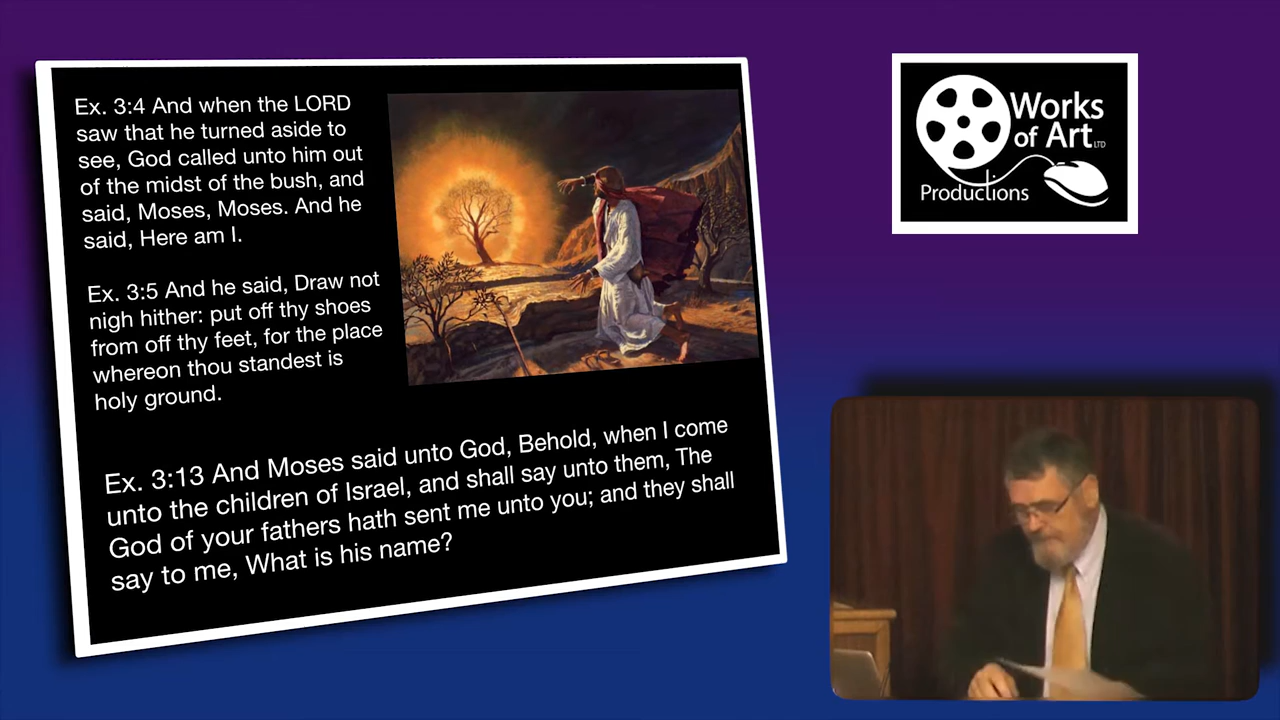 Ex. 3:4 And when the LORD
saw that he turned aside to
see, God called unto him out
of the midst of the bush, and
said, Moses, Moses. And he
said, Here am I.
Ex. 3:5 And he said, Draw not
nigh hither: put off thy shoes
from off thy feet, for the place
whereon thou standest is
holy ground.
Ex. 3:13 And Moses said unto God, Behold, when I come
unto the children of Israel, and shall say unto them, The
God of your fathers hath sent me unto you; and they shall
say to me, What is his name?
Works
of Art LTD
Productions